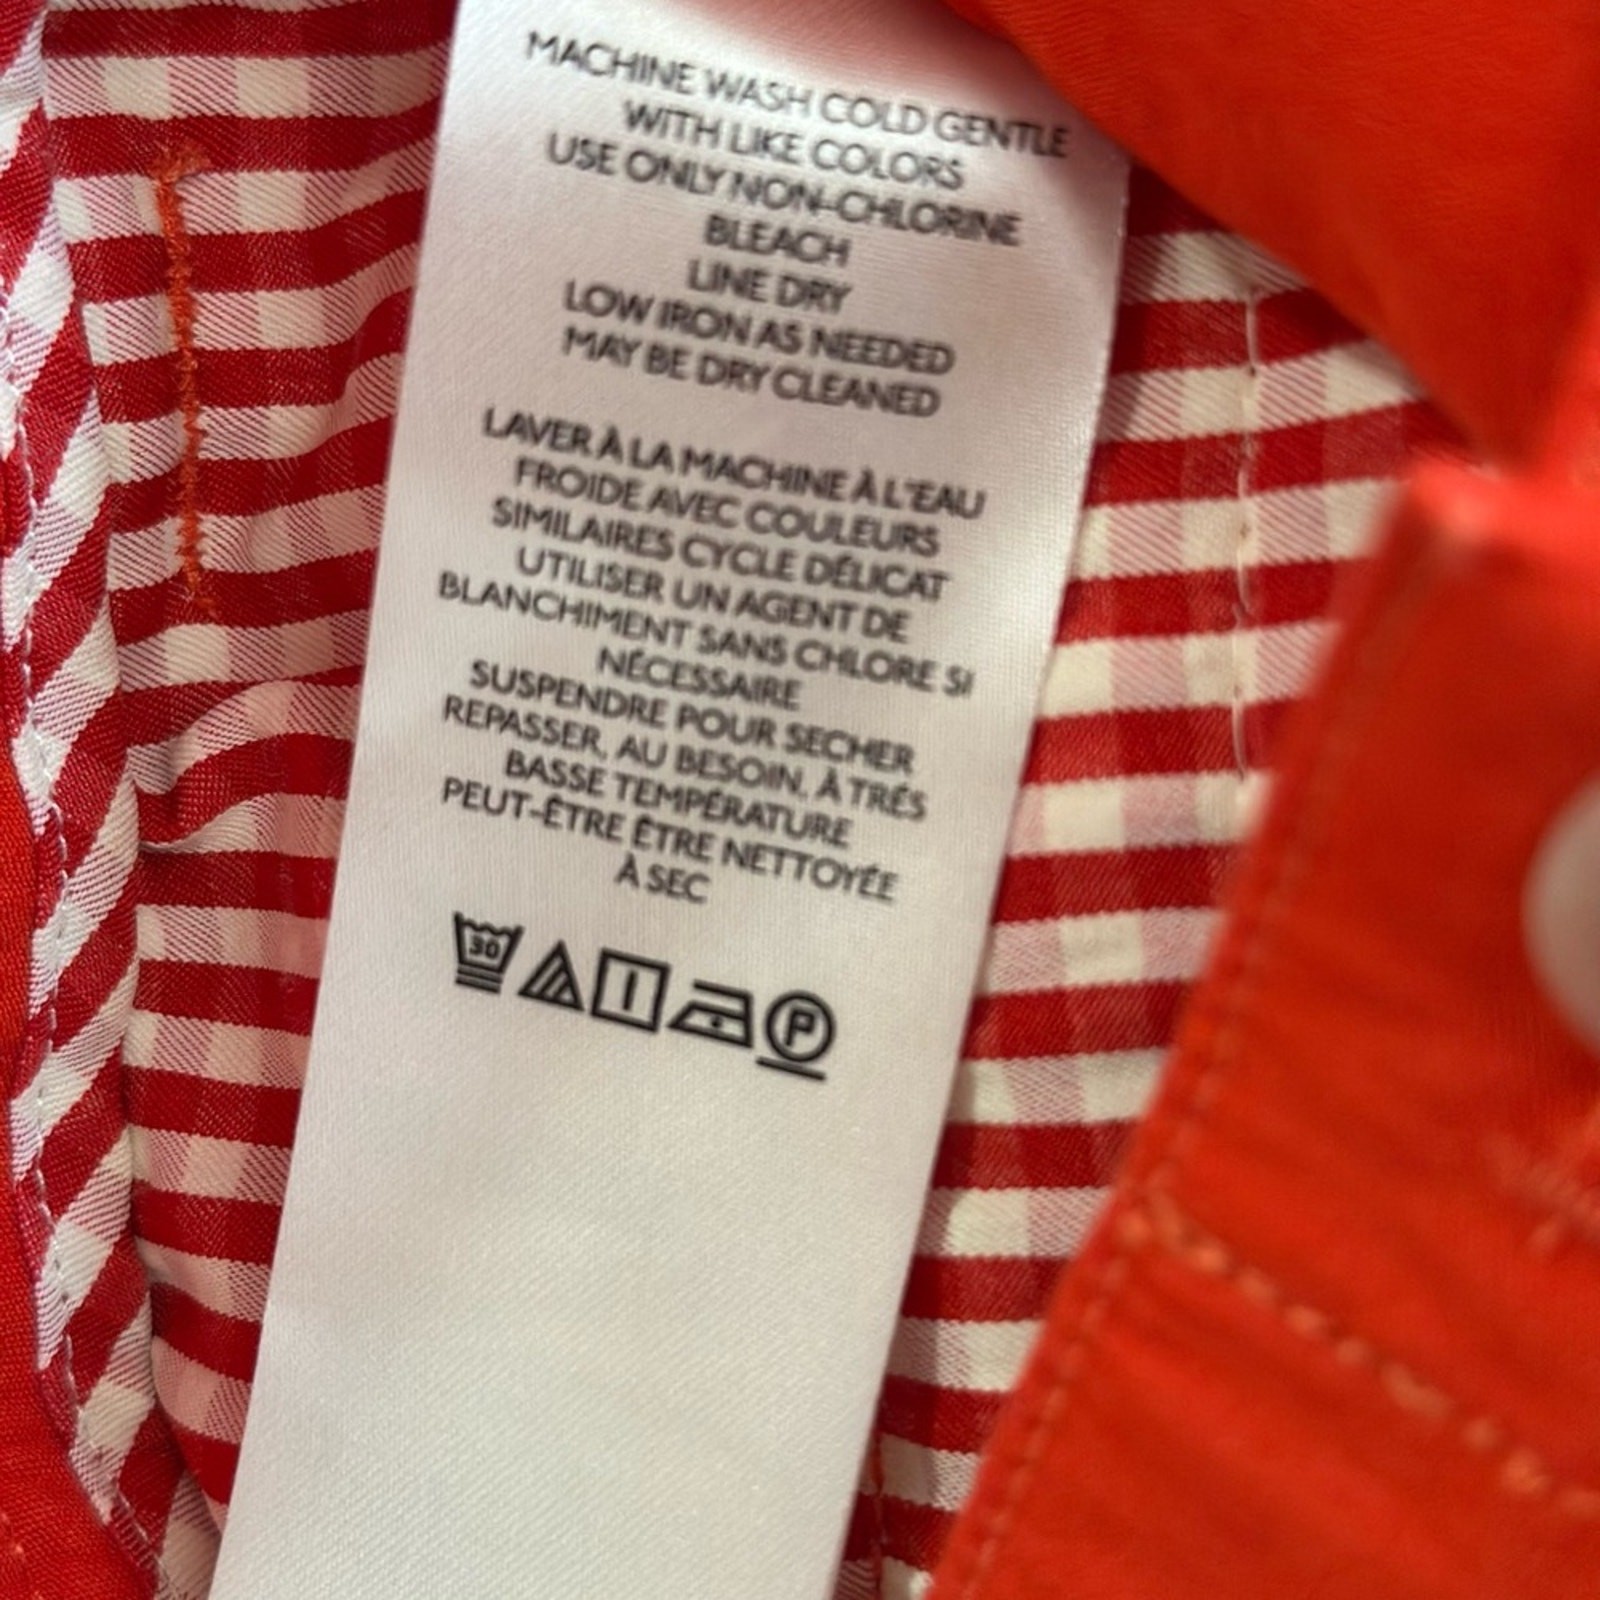 MACHINE WASH COLD GENTLE
WITH LIKE COLORS
USE ONLY NON-CHLORINE
BLEACH
LINE DRY
LOW IRON AS NEEDED
MAY BE DRY CLEANED
LAVER À LA MACHINE À L'EAU
FROIDE AVEC COULEURS
SIMILAIRES CYCLE DÉLICAT
UTILISER UN AGENT DE
BLANCHIMENT SANS CHLORE SI
NÉCESSAIRE
SUSPENDRE POUR SECHER
REPASSER, AU BESOIN, À TRÉS
BASSE TEMPÉRATURE
PEUT-ÊTRE ÊTRE NETTOYÉE
À SEC
30 P